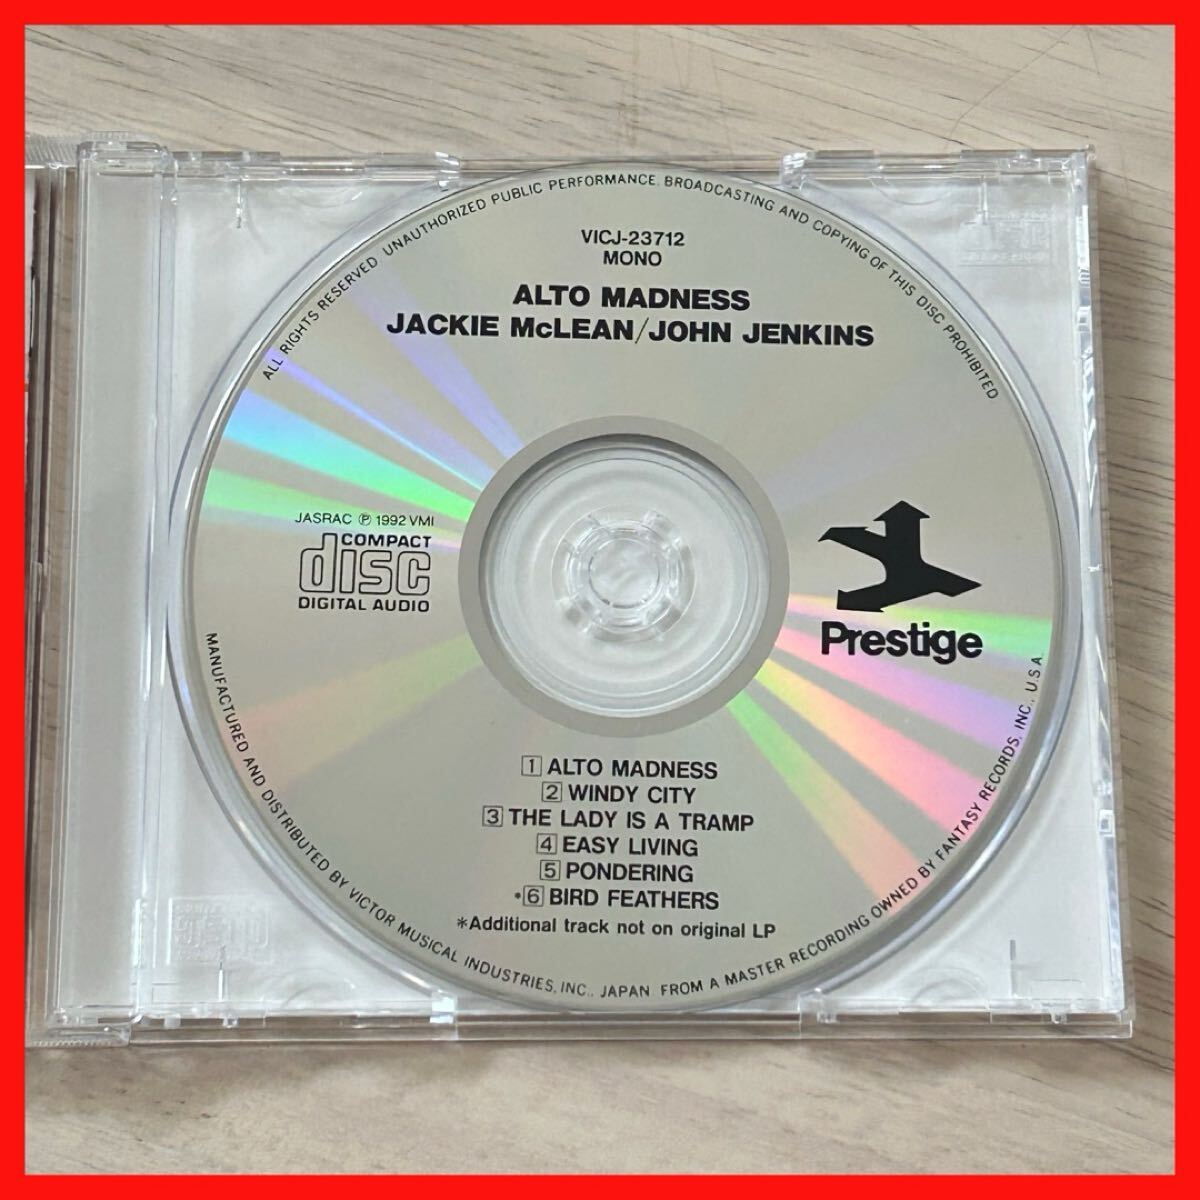 ALL RIGHTS RESERVED UNAUTHORIZED PUBLIC PERFORMANCE, BROADCASTING AND COPYING OF THIS DISC PROHIBITED
VICJ-23712
MONO
ALTO MADNESS
JACKIE McLEAN/JOHN JENKINS
JASRAC Ⓟ 1992 VMI
COMPACT
disc
DIGITAL AUDIO
Prestige
1 ALTO MADNESS
2 WINDY CITY
3 THE LADY IS A TRAMP
4 EASY LIVING
5 PONDERING
*6 BIRD FEATHERS
*Additional track not on original LP
MANUFACTURED AND DISTRIBUTED BY VICTOR MUSICAL INDUSTRIES, INC., JAPAN FROM A MASTER RECORDING OWNED BY FANTASY RECORDS, INC., U.S.A.